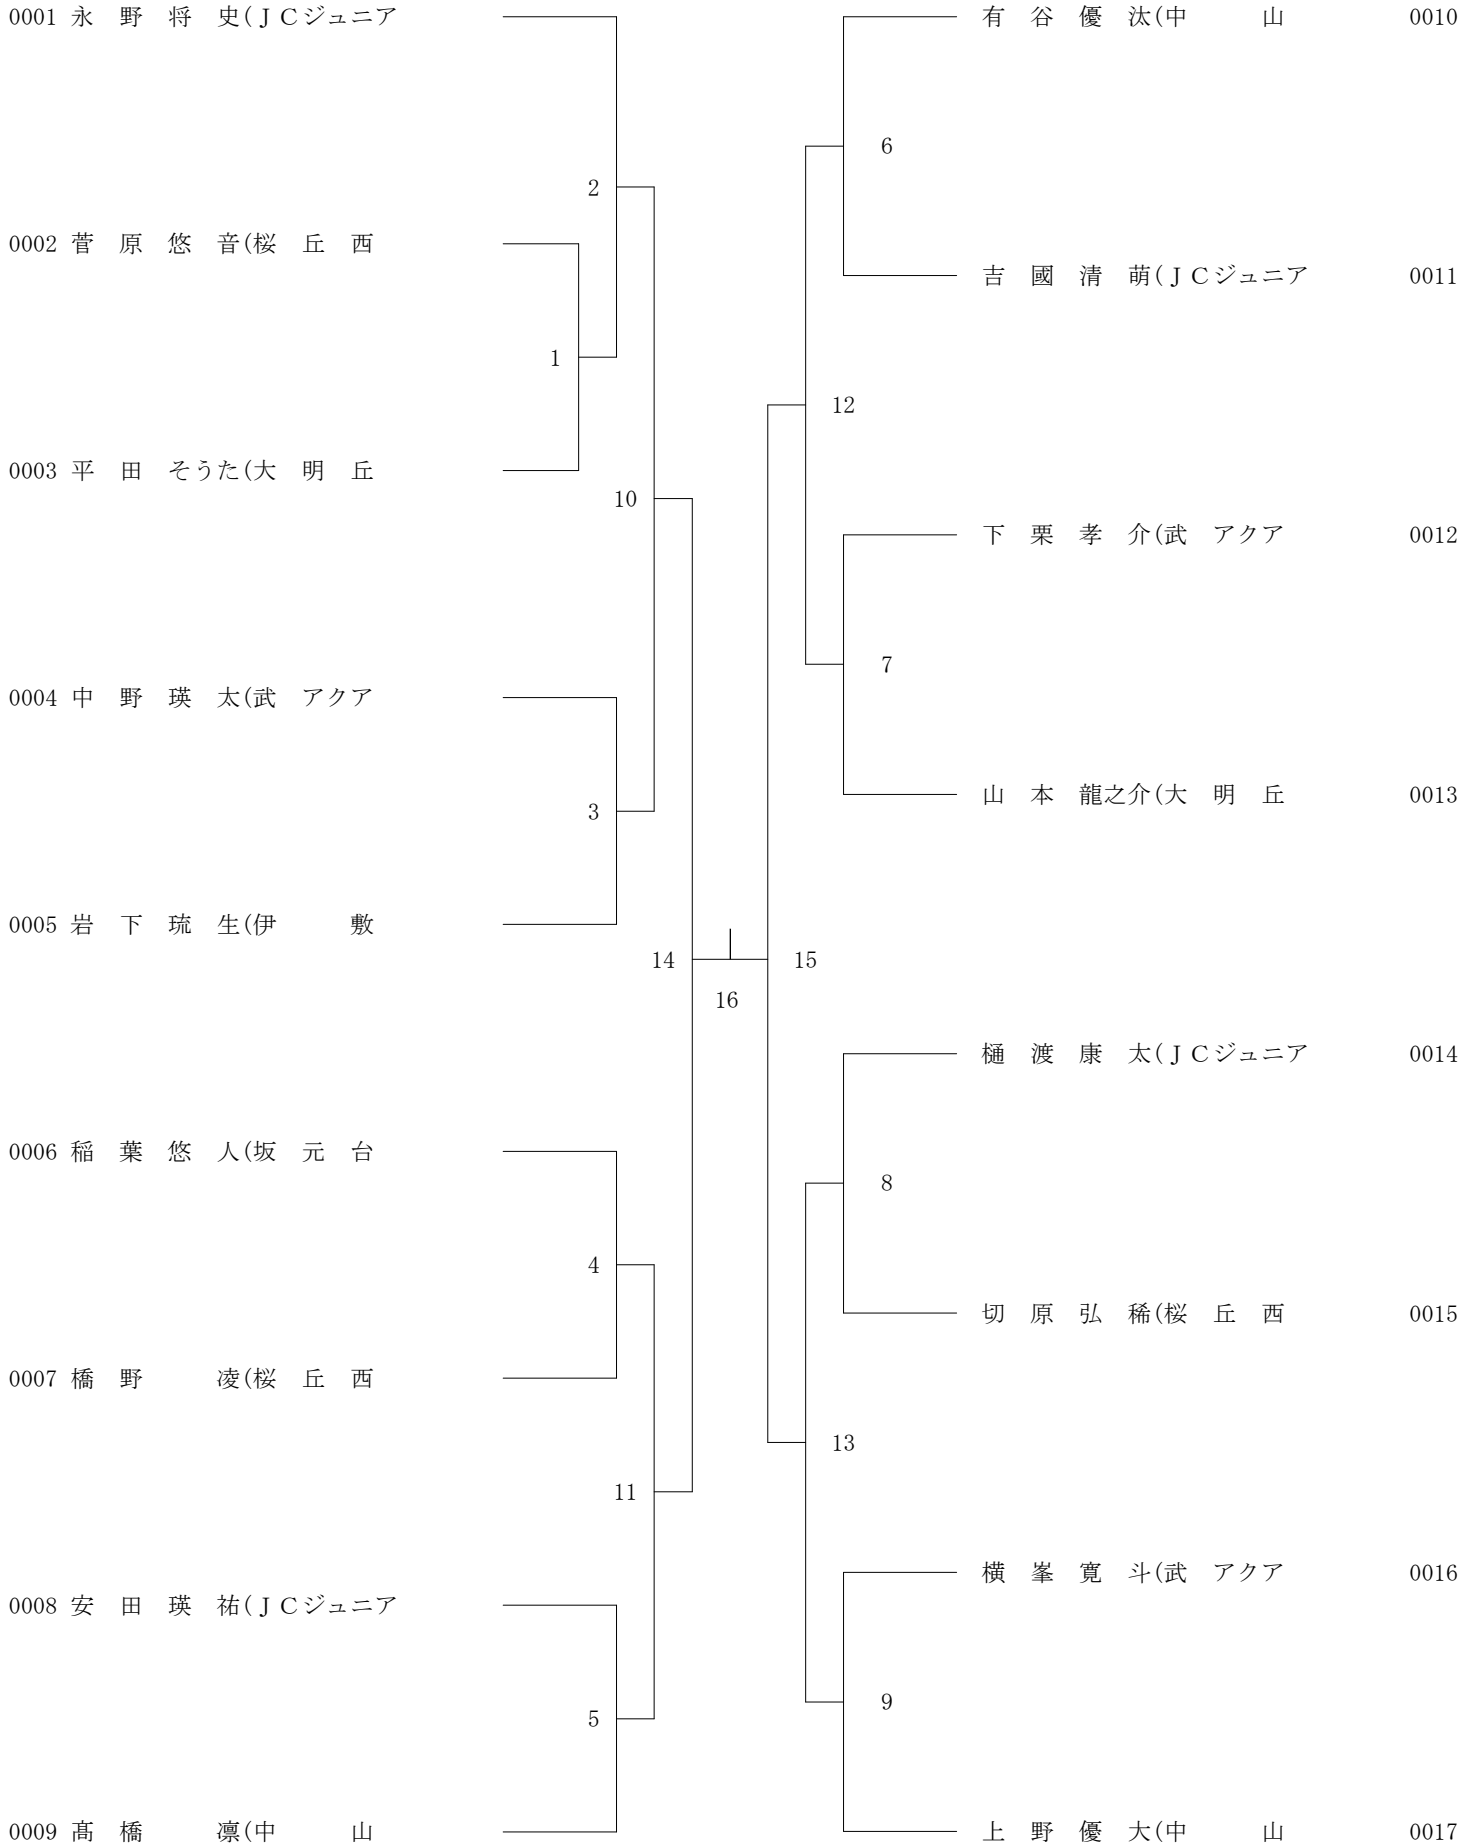 0001 永　野　将　史(ＪＣジュニア
2
0002 菅　原　悠　音(桜　丘　西
1
0003 平　田　そうた(大　明　丘
10
0004 中　野　瑛　太(武　アクア
3
0005 岩　下　琉　生(伊　　　敷
14
16
0006 稲　葉　悠　人(坂　元　台
4
0007 橋　野　　　凌(桜　丘　西
11
0008 安　田　瑛　祐(ＪＣジュニア
5
0009 髙　橋　　　凛(中　　　山
有　谷　優　汰(中　　　山 0010
6
吉　國　清　萌(ＪＣジュニア 0011
12
下　栗　孝　介(武　アクア 0012
7
山　本　龍之介(大　明　丘 0013
15
樋　渡　康　太(ＪＣジュニア 0014
8
切　原　弘　稀(桜　丘　西 0015
13
横　峯　寛　斗(武　アクア 0016
9
上　野　優　大(中　　　山 0017